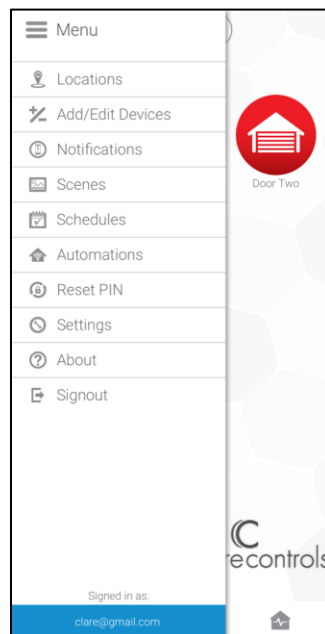 Menu
Locations
Add/Edit Devices
Notifications
Scenes
Schedules
Automations
Reset PIN
Settings
About
Signout
Door Two
recontrols
Signed in as:
clare@gmail.com